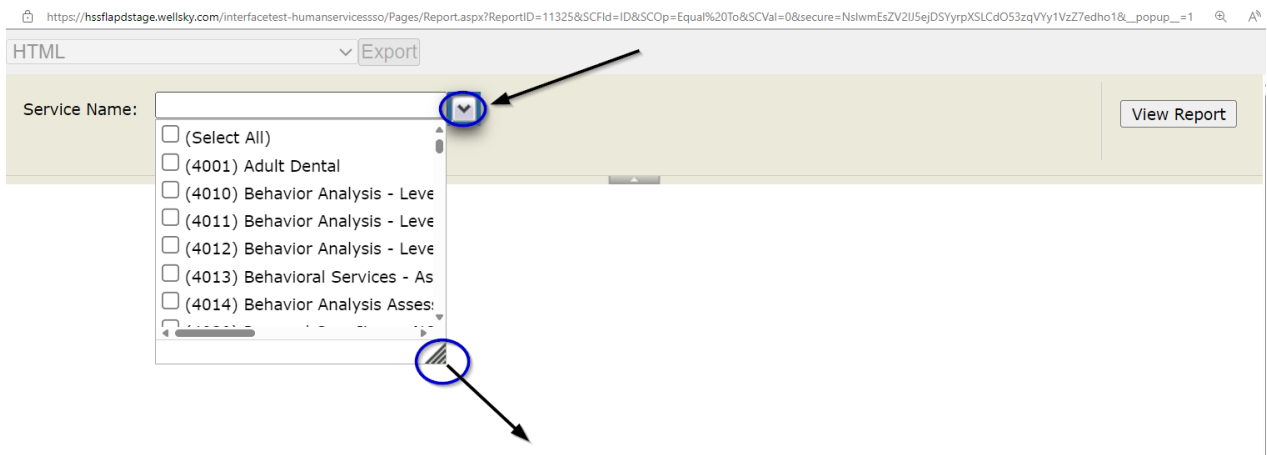 https://hssflapdstage.wellsky.com/interfacetest-humanservicessso/Pages/Report.aspx?ReportID=11325&SCFId=ID&SCOp=Equal%20To&SCVal=0&secure=NslwmEsZV2IJ5ejDSYyrpXSLCdO53zqVYy1VzZ7edho1&__popup__=1
HTML Export
Service Name: View Report
(Select All)
(4001) Adult Dental
(4010) Behavior Analysis - Leve
(4011) Behavior Analysis - Leve
(4012) Behavior Analysis - Leve
(4013) Behavioral Services - As
(4014) Behavior Analysis Asses